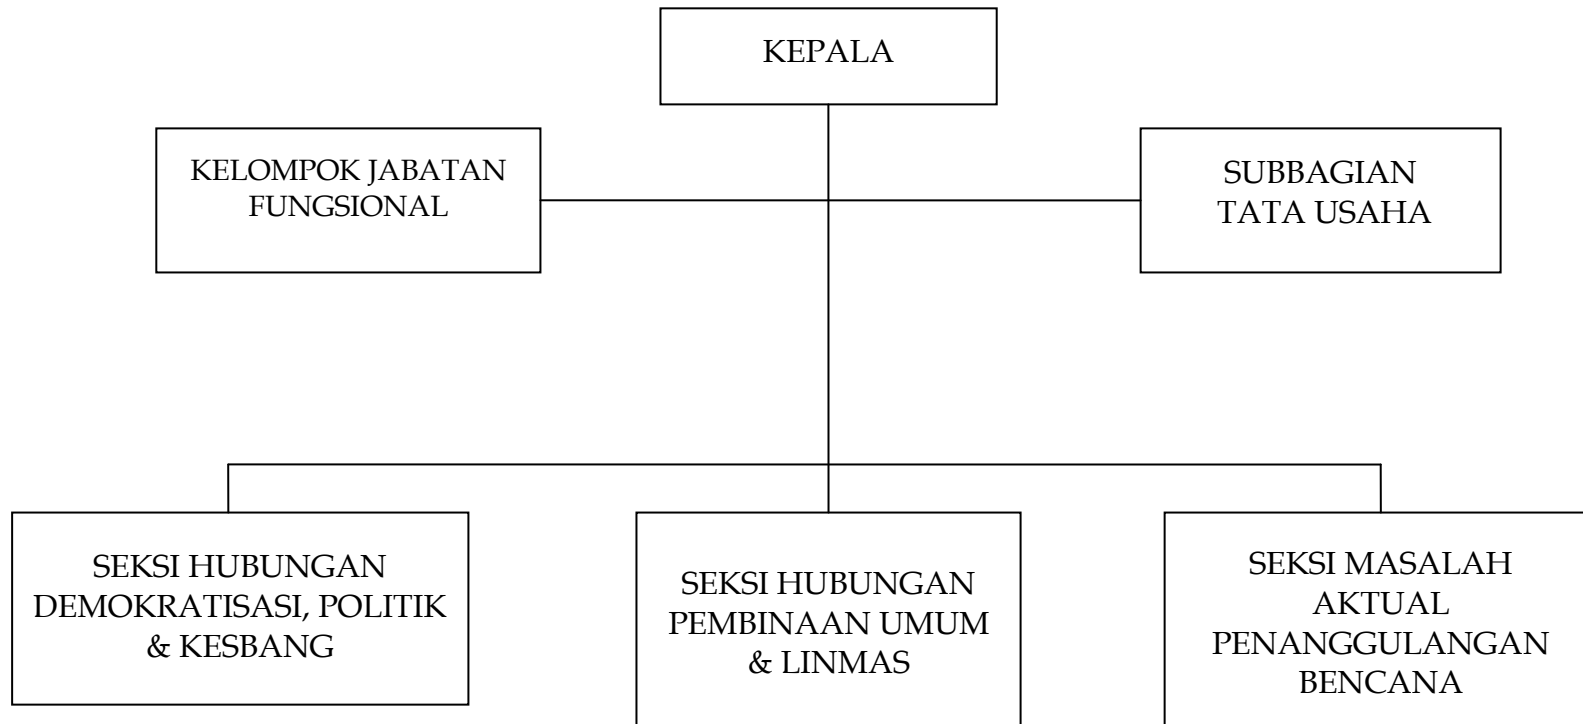 KEPALA
KELOMPOK JABATAN
FUNGSIONAL
SUBBAGIAN
TATA USAHA
SEKSI HUBUNGAN
DEMOKRATISASI, POLITIK
& KESBANG
SEKSI HUBUNGAN
PEMBINAAN UMUM
& LINMAS
SEKSI MASALAH
AKTUAL
PENANGGULANGAN
BENCANA